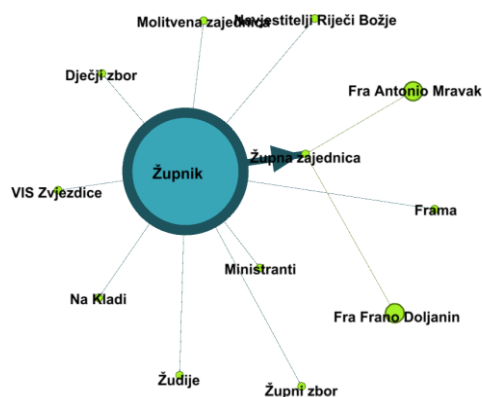 Molitvena zajednica
Navjestitelji Riječi Božje
Dječji zbor
Fra Antonio Mravak
Župna zajednica
Župnik
VIS Zvjezdice
Frama
Ministranti
Na Kladi
Fra Frano Doljanin
Žudije
Župni zbor